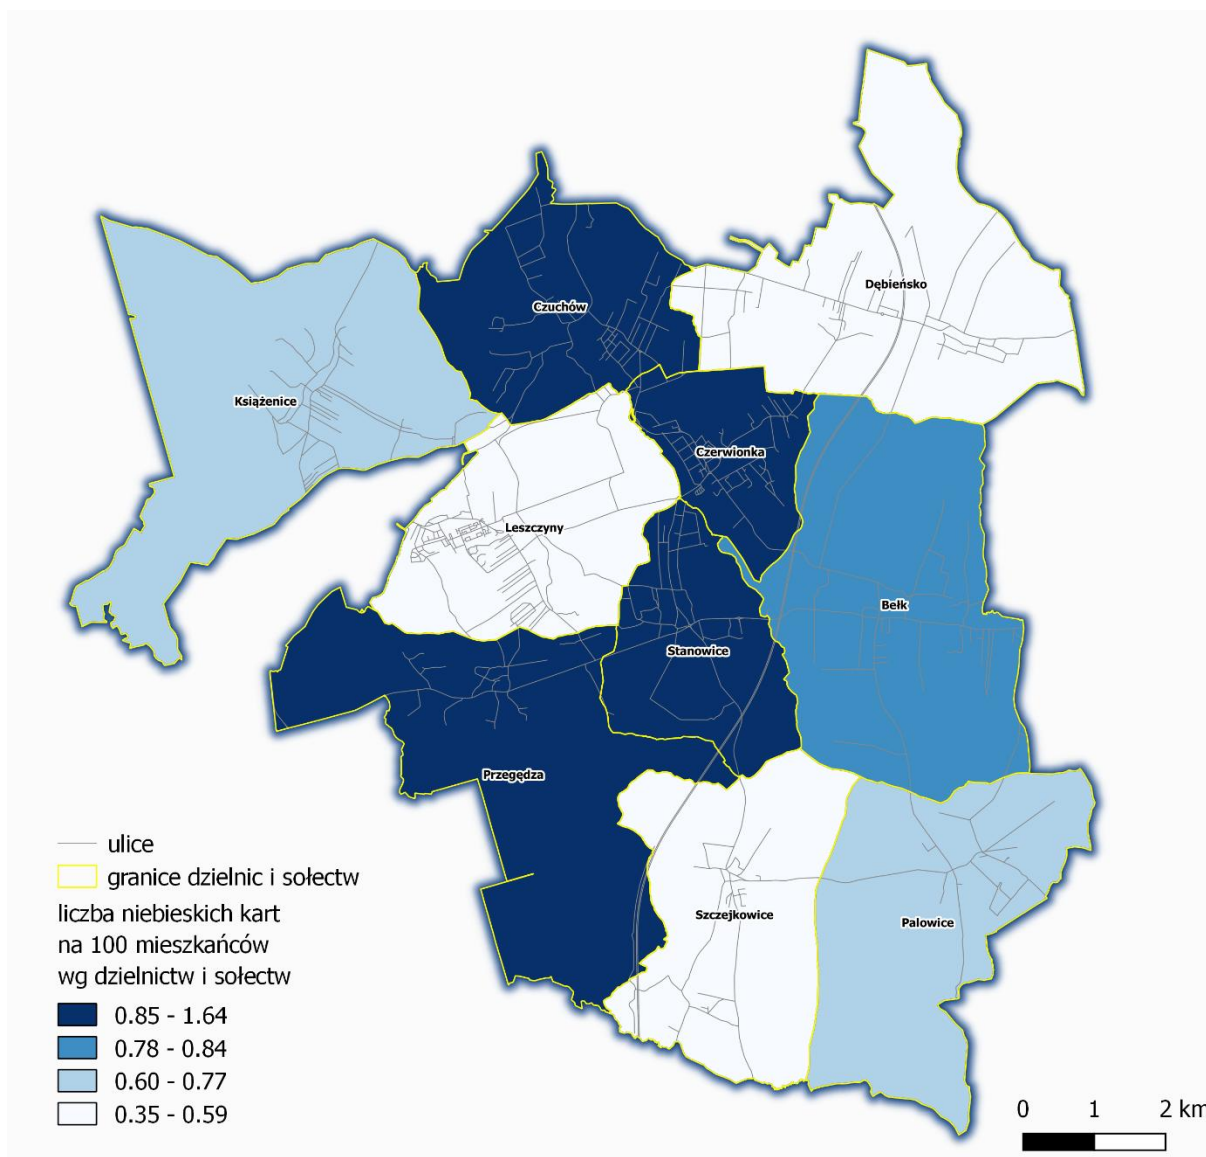 Dębieńsko
Czuchów
Książenice
Czerwionka
Leszczyny
Bełk
Stanowice
Przegędza
Szczejkowice
Palowice
ulice
granice dzielnic i sołectw
liczba niebieskich kart
na 100 mieszkańców
wg dzielnictw i sołectw
0.85 - 1.64
0.78 - 0.84
0.60 - 0.77
0.35 - 0.59
0 1 2 km